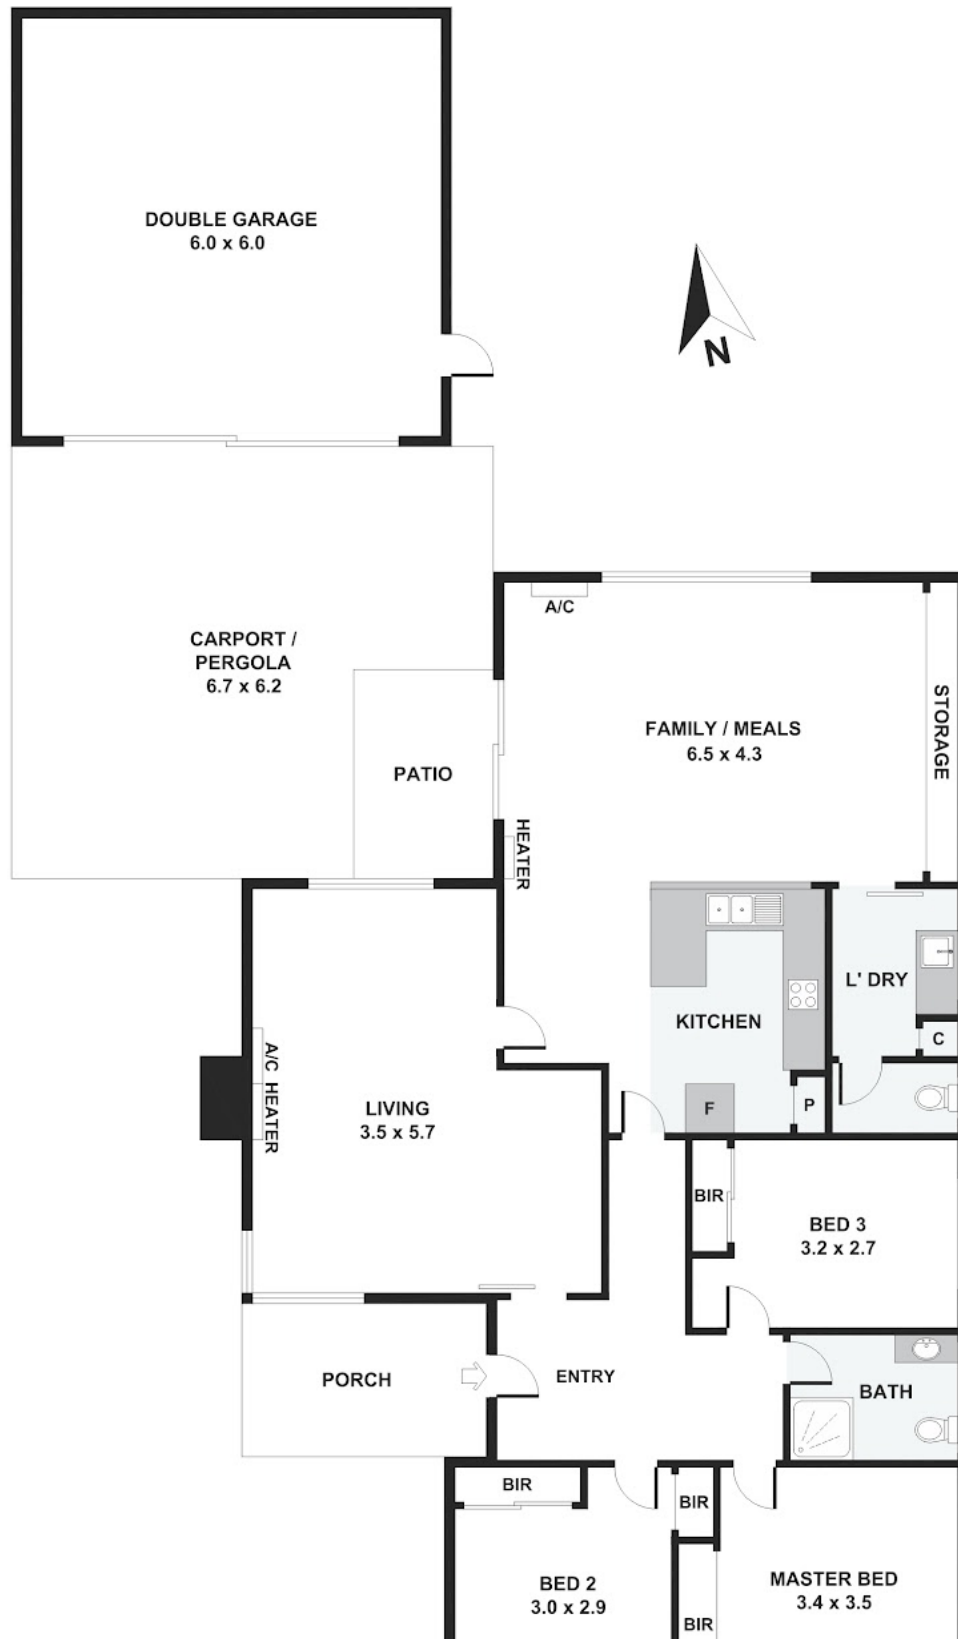 DOUBLE GARAGE
6.0 x 6.0
N
A/C
CARPORT /
PERGOLA
6.7 x 6.2
STORAGE
FAMILY / MEALS
6.5 x 4.3
PATIO
HEATER
L' DRY
KITCHEN
C
A/C HEATER
LIVING
3.5 x 5.7
F
P
BIR
BED 3
3.2 x 2.7
PORCH
ENTRY
BATH
BIR
BIR
BED 2
3.0 x 2.9
MASTER BED
3.4 x 3.5
BIR